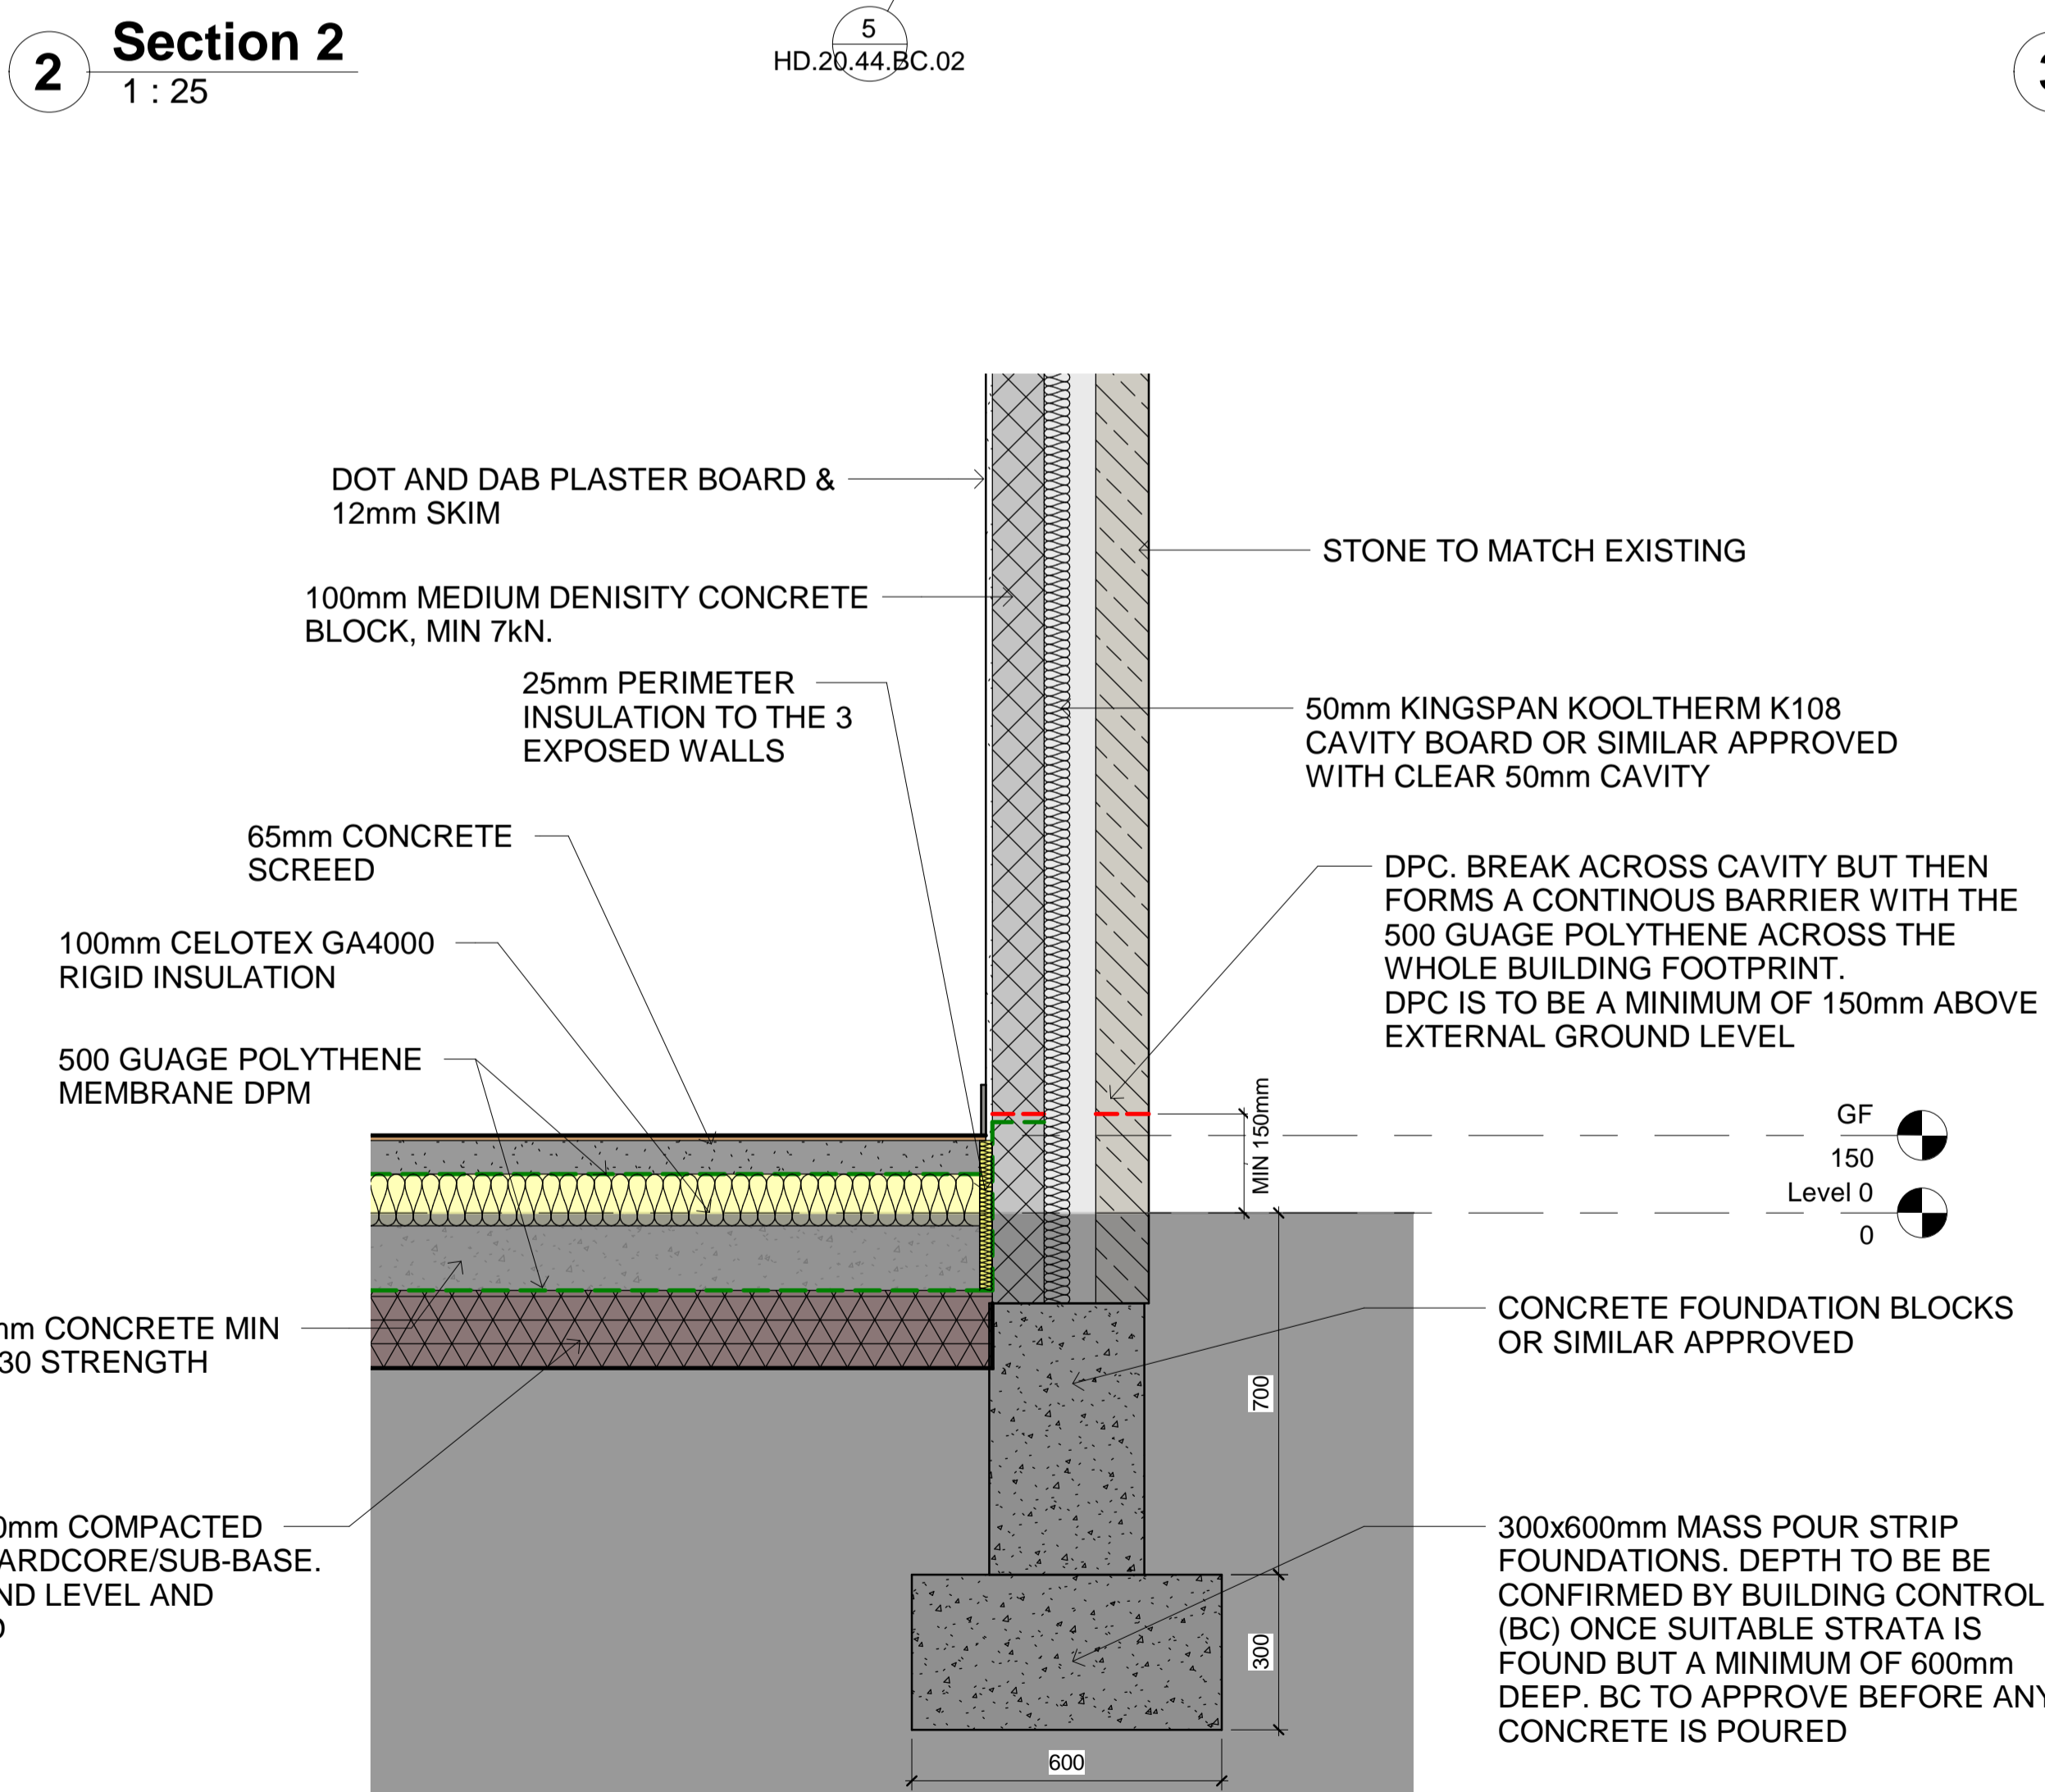 2
Section 2
1 : 25
5
HD.20.44.BC.02
DOT AND DAB PLASTER BOARD &
12mm SKIM
STONE TO MATCH EXISTING
100mm MEDIUM DENISITY CONCRETE
BLOCK, MIN 7kN.
25mm PERIMETER
INSULATION TO THE 3
EXPOSED WALLS
50mm KINGSPAN KOOLTHERM K108
CAVITY BOARD OR SIMILAR APPROVED
WITH CLEAR 50mm CAVITY
65mm CONCRETE
SCREED
DPC. BREAK ACROSS CAVITY BUT THEN
FORMS A CONTINOUS BARRIER WITH THE
500 GUAGE POLYTHENE ACROSS THE
WHOLE BUILDING FOOTPRINT.
DPC IS TO BE A MINIMUM OF 150mm ABOVE
EXTERNAL GROUND LEVEL
100mm CELOTEX GA4000
RIGID INSULATION
500 GUAGE POLYTHENE
MEMBRANE DPM
MIN 150mm
GF
150
Level 0
0
CONCRETE MIN
30 STRENGTH
CONCRETE FOUNDATION BLOCKS
OR SIMILAR APPROVED
700
COMPACTED
SUB-BASE.
LEVEL AND
300x600mm MASS POUR STRIP
FOUNDATIONS. DEPTH TO BE BE
CONFIRMED BY BUILDING CONTROL
(BC) ONCE SUITABLE STRATA IS
FOUND BUT A MINIMUM OF 600mm
DEEP. BC TO APPROVE BEFORE ANY
CONCRETE IS POURED
300
600